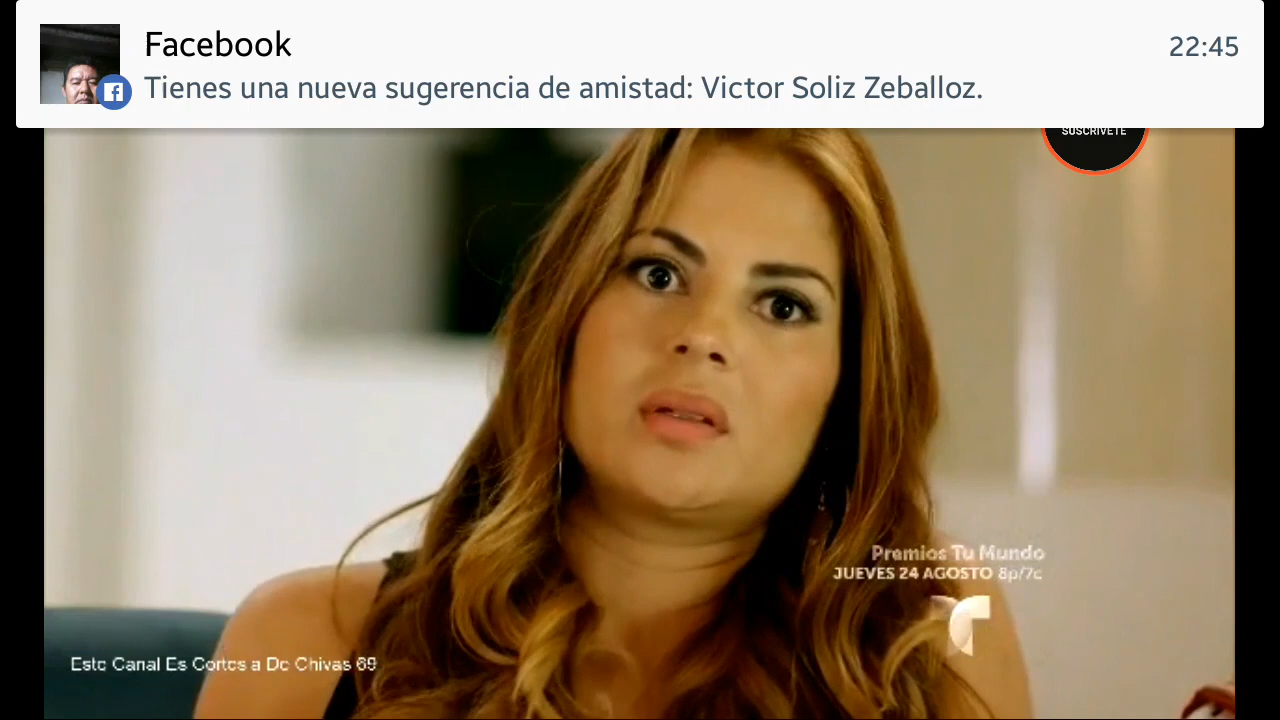 Facebook
22:45
Tienes una nueva sugerencia de amistad: Victor Soliz Zeballoz.
SUSCRIVETE
Premios Tu Mundo
JUEVES 24 AGOSTO 8p/7c
Este Canal Es Cortes a De Chivas 69